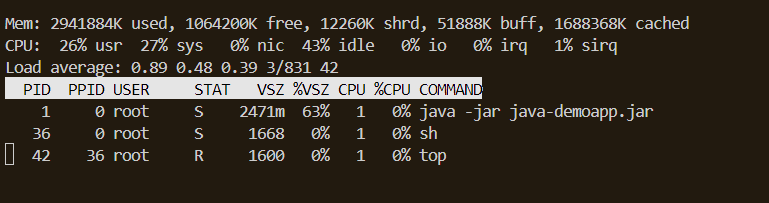 Mem: 2941884K used, 1064200K free, 12260K shrd, 51888K buff, 1688368K cached
CPU:  26% usr  27% sys   0% nic  43% idle   0% io   0% irq   1% sirq
Load average: 0.89 0.48 0.39 3/831 42
  PID  PPID USER     STAT   VSZ %VSZ CPU %CPU COMMAND
    1     0 root     S    2471m  63%   1   0% java -jar java-demoapp.jar
   36     0 root     S     1668   0%   1   0% sh
   42    36 root     R     1600   0%   1   0% top